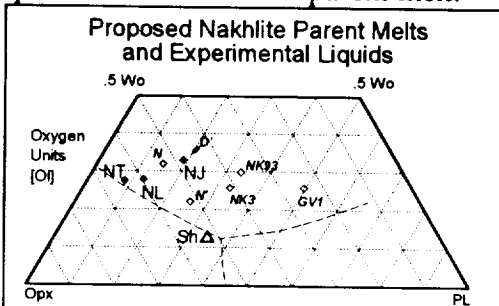 Proposed Nakhlite Parent Melts
and Experimental Liquids
.5 Wo
.5 Wo
Oxygen
Units
[Ol]
N
D
NJ
NK93
NT
NL
N'
NK3
GV1
Sh
Opx
PL